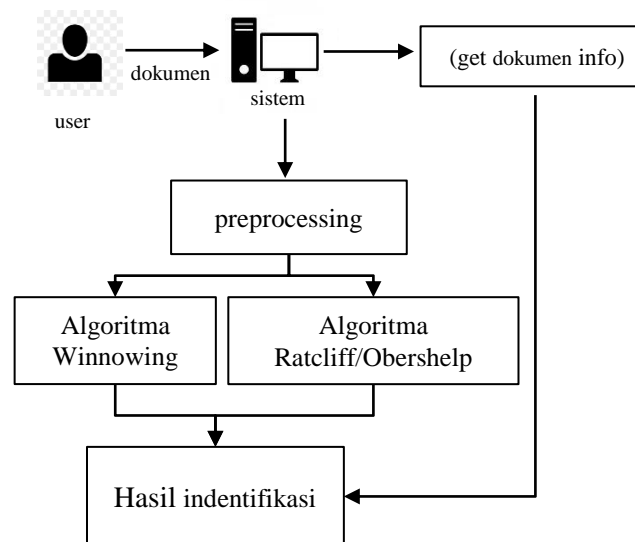 dokumen
user
sistem
(get dokumen info)
preprocessing
Algoritma
Winnowing
Algoritma
Ratcliff/Obershelp
Hasil indentifikasi